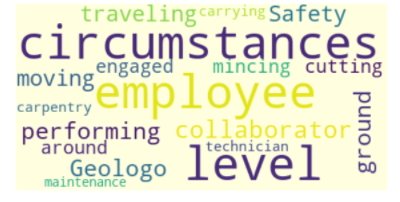 traveling carrying Safety
circumstances
moving engaged mincing cutting
employee
carpentry
performing collaborator
around technician
Geologo level ground
maintenance